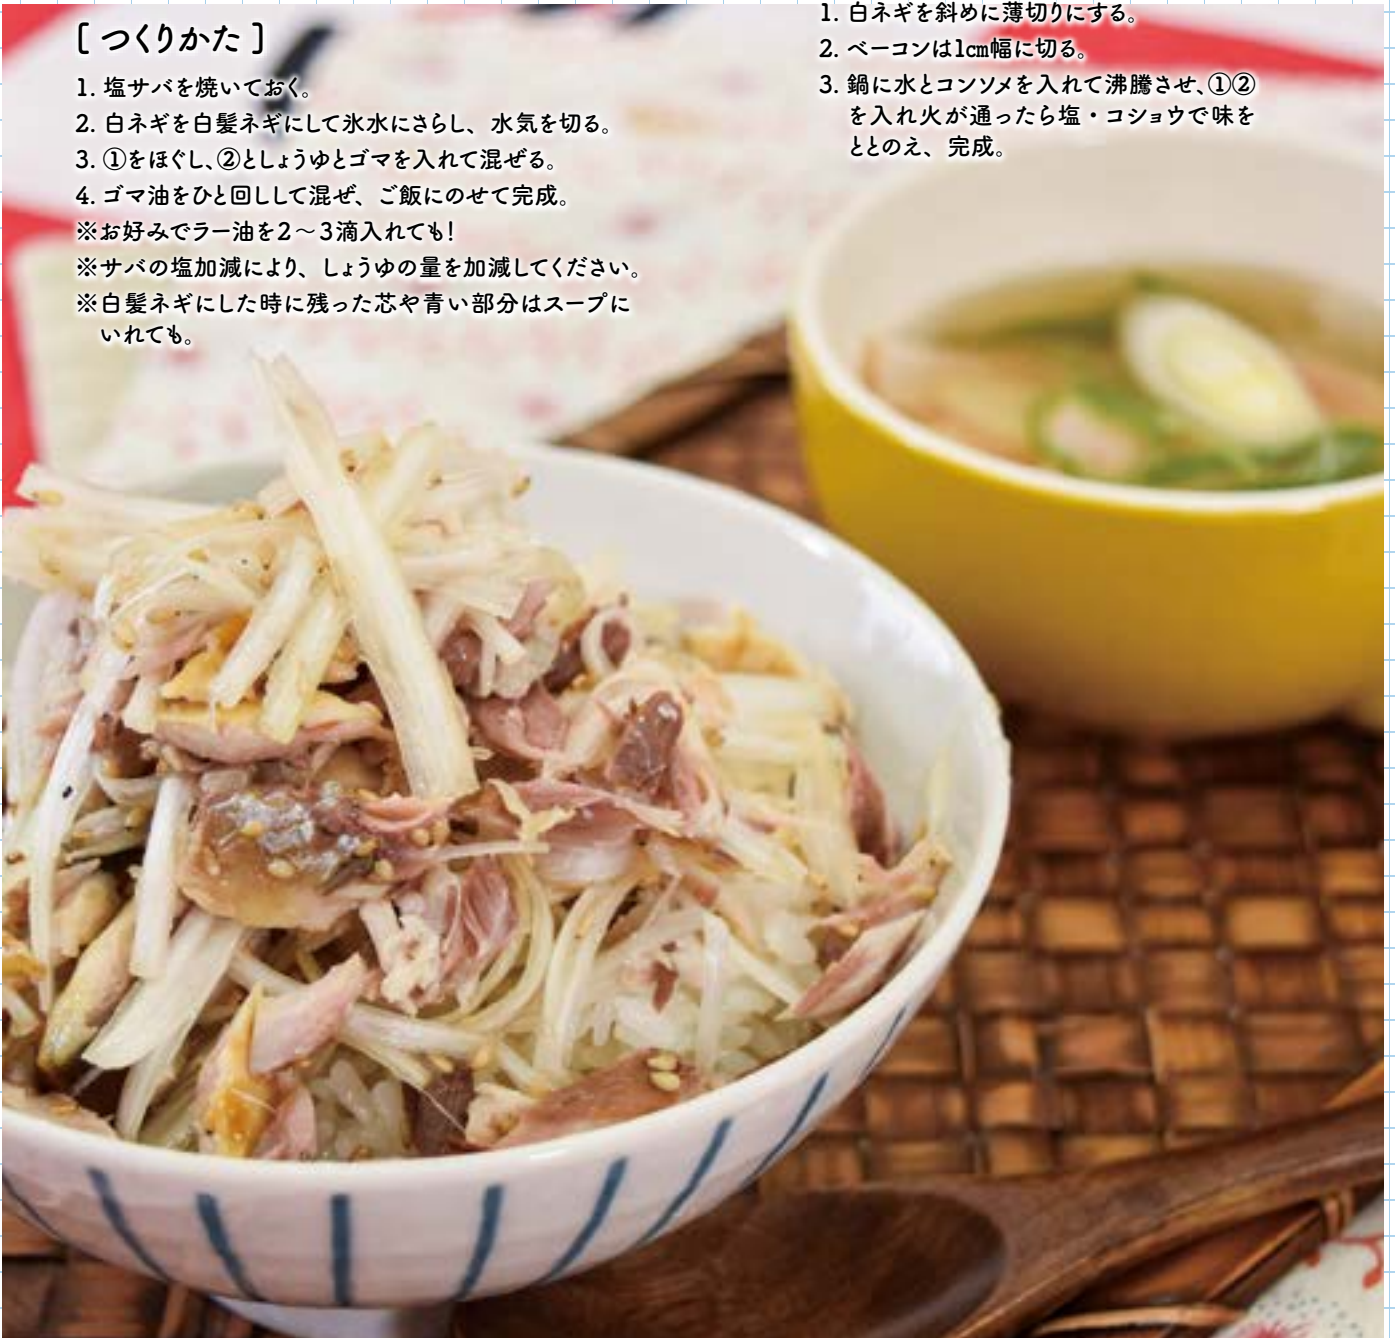 [ つくりかた ]
1. 塩サバを焼いておく。
2. 白ネギを白髪ネギにして氷水にさらし、水気を切る。
3. ①をほぐし、②としょうゆとゴマを入れて混ぜる。
4. ゴマ油をひと回しして混ぜ、ご飯にのせて完成。
※お好みでラー油を2～3滴入れても!
※サバの塩加減により、しょうゆの量を加減してください。
※白髪ネギにした時に残った芯や青い部分はスープに
いれても。
1. 白ネギを斜めに薄切りにする。
2. ベーコンは1cm幅に切る。
3. 鍋に水とコンソメを入れて沸騰させ、①②
を入れ火が通ったら塩・コショウで味を
ととのえ、完成。